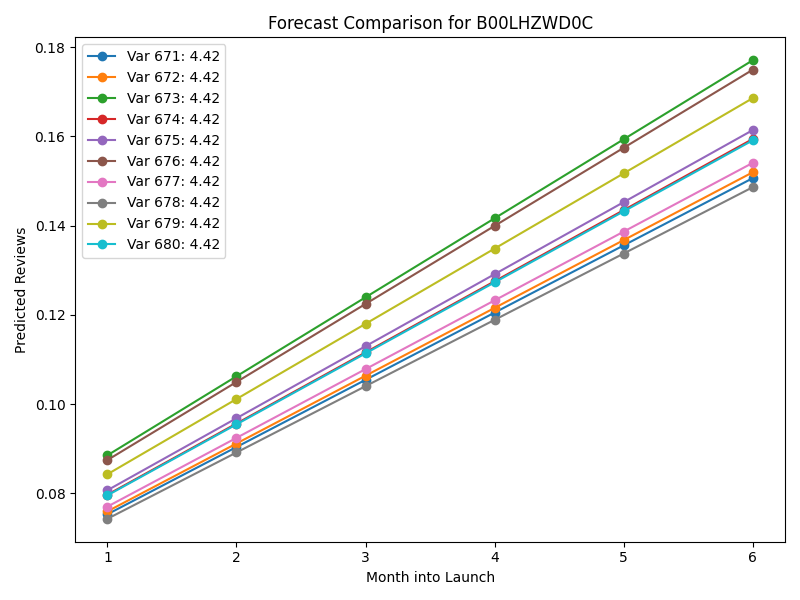 Forecast Comparison for B00LHZWD0C
0.18
0.16
0.14
0.12
0.10
0.08
Predicted Reviews
Var 671: 4.42
Var 672: 4.42
Var 673: 4.42
Var 674: 4.42
Var 675: 4.42
Var 676: 4.42
Var 677: 4.42
Var 678: 4.42
Var 679: 4.42
Var 680: 4.42
1 2 3 4 5 6
Month into Launch